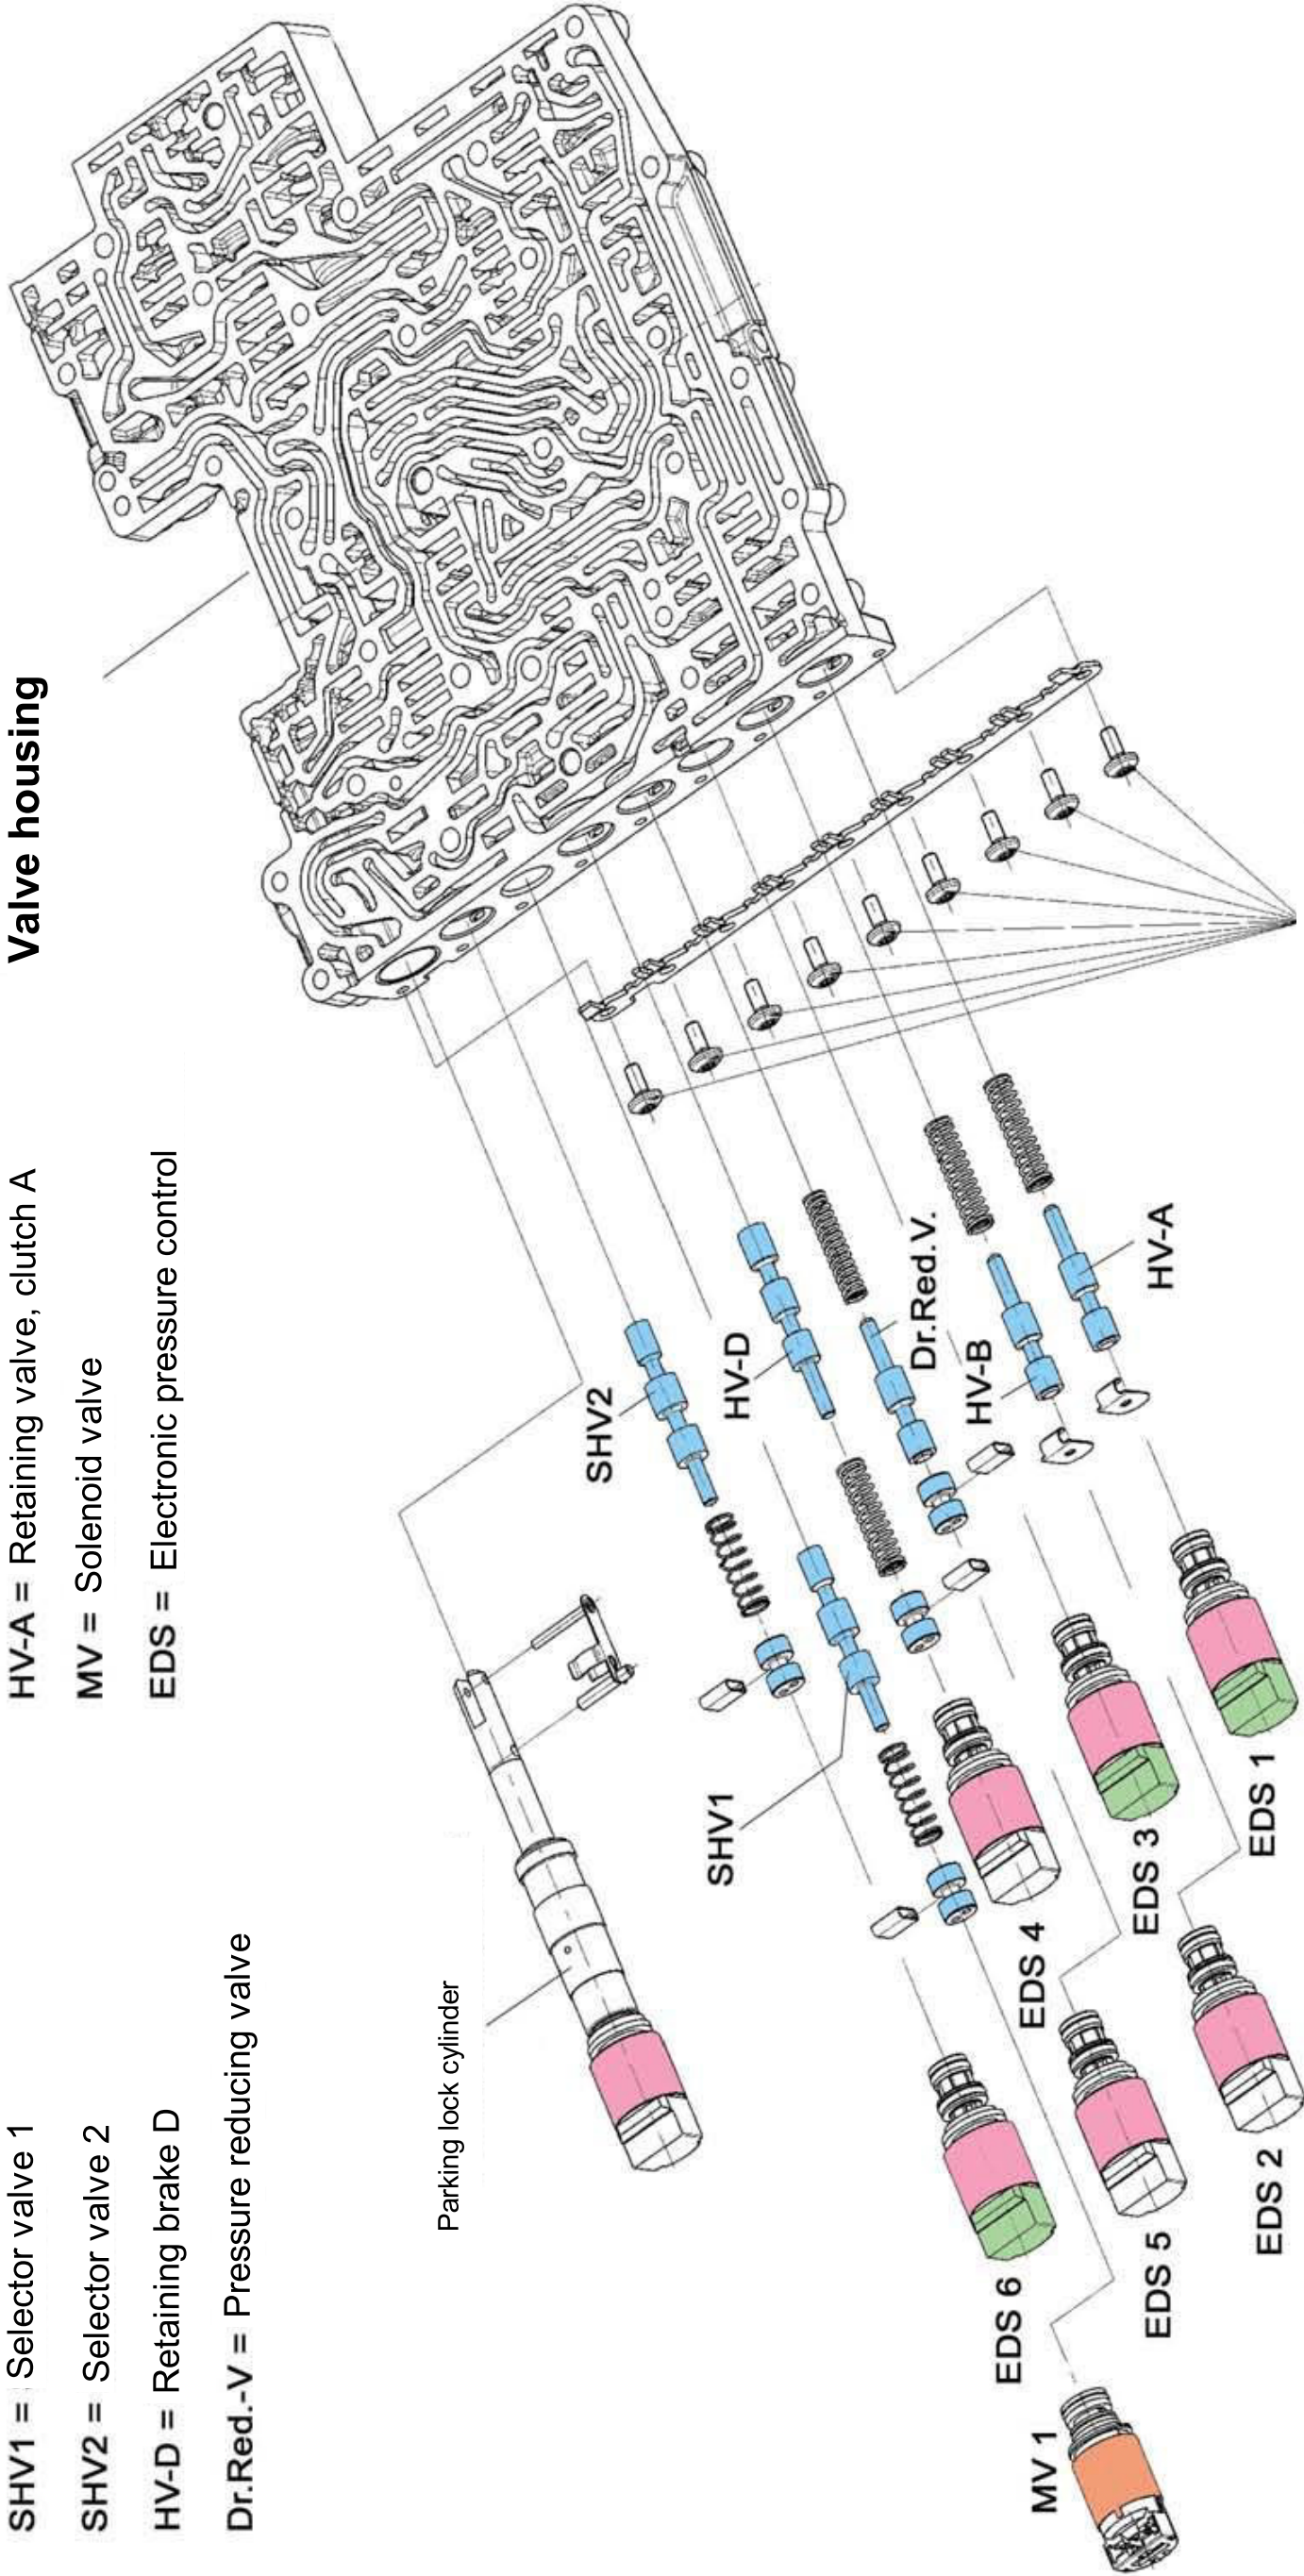 SHV1 = Selector valve 1
SHV2 = Selector valve 2
HV-D = Retaining brake D
Dr.Red.-V = Pressure reducing valve
HV-A = Retaining valve, clutch A
MV = Solenoid valve
EDS = Electronic pressure control
Valve housing
Parking lock cylinder
SHV2
HV-D
SHV1
Dr.Red.V.
HV-B
HV-A
EDS 6
EDS 4
MV 1
EDS 5
EDS 3
EDS 2
EDS 1